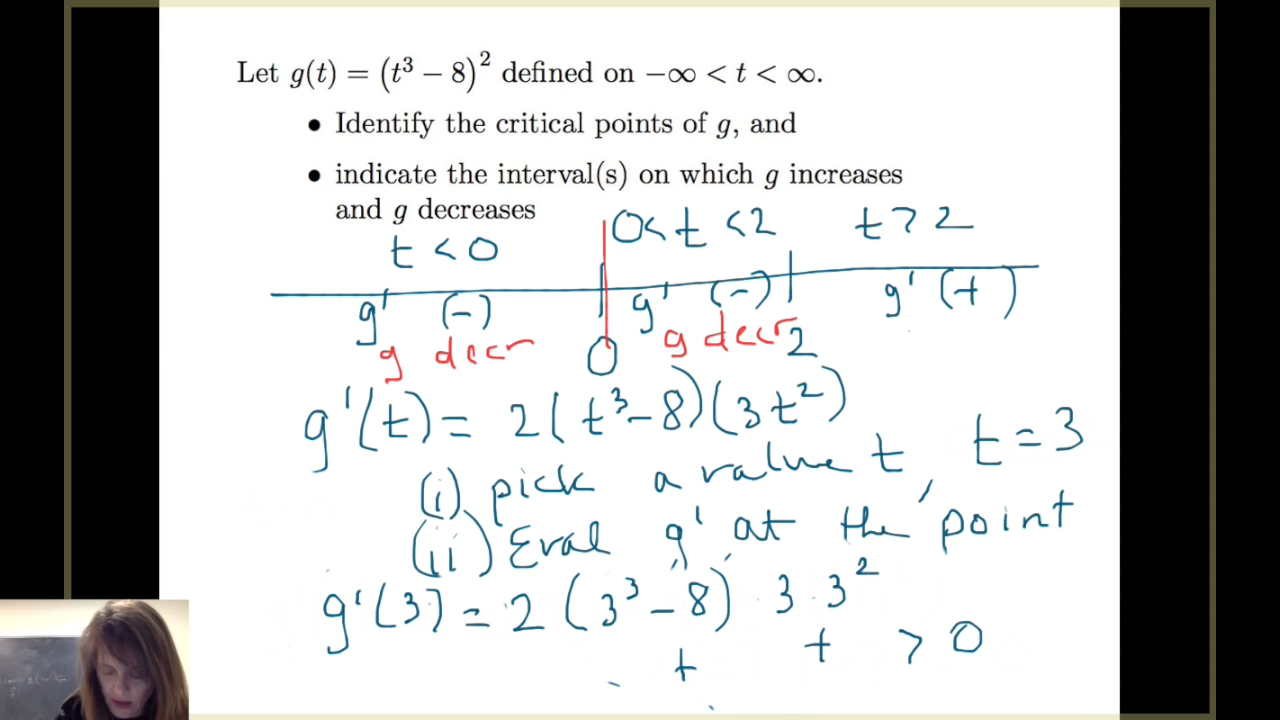 Let g(t) = (t³ − 8)² defined on −∞ < t < ∞.
• Identify the critical points of g, and
• indicate the interval(s) on which g increases
and g decreases
t < 0 0< t < 2 t > 2
g' (-) g' (-) g' (+)
g decr 0 g decr 2
g'(t) = 2(t³-8)(3t²)
(i) pick a value t, t = 3
(ii) Eval g' at the point
g'(3) = 2(3³-8) 3·3²
+ + > 0